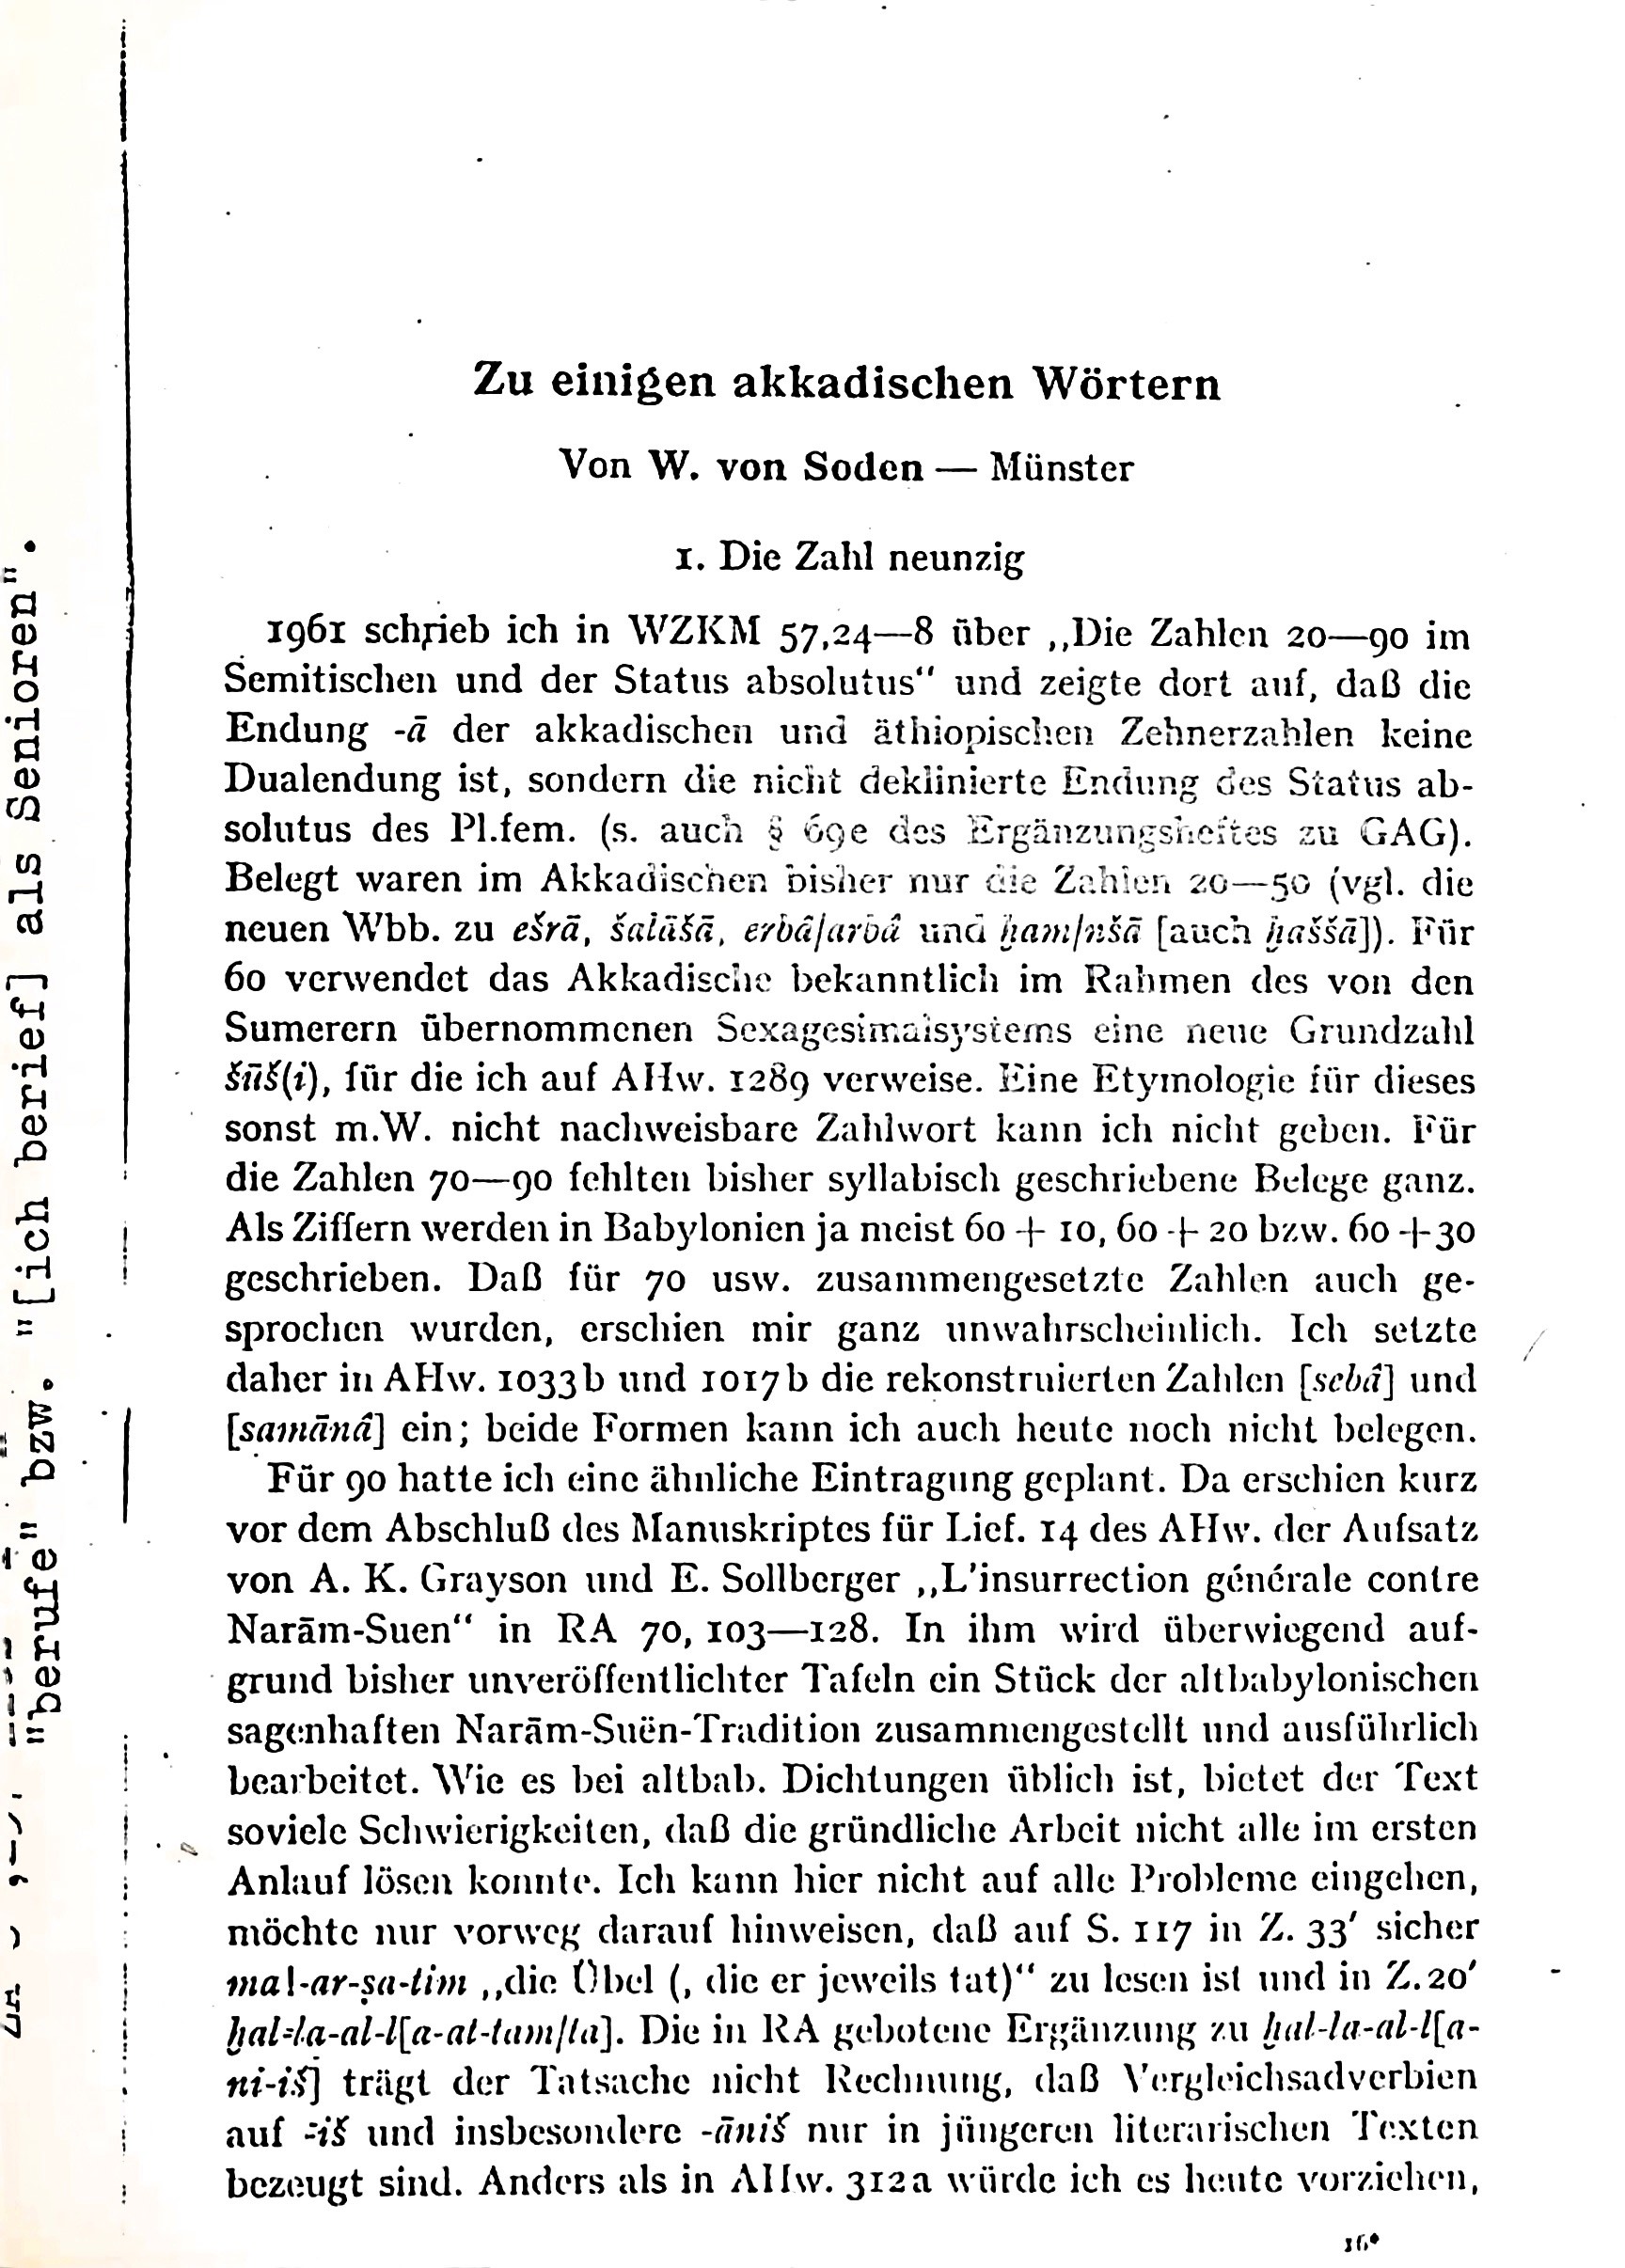 Zu einigen akkadischen Wörtern
Von W. von Soden — Münster
1. Die Zahl neunzig
1961 schrieb ich in WZKM 57,24—8 über „Die Zahlen 20—90 im
Semitischen und der Status absolutus“ und zeigte dort auf, daß die
Endung -ā der akkadischen und äthiopischen Zehnerzahlen keine
Dualendung ist, sondern die nicht deklinierte Endung des Status ab-
solutus des Pl.fem. (s. auch § 69e des Ergänzungsheftes zu GAG).
Belegt waren im Akkadischen bisher nur die Zahlen 20—50 (vgl. die
neuen Wbb. zu ešrā, šalāšā, erbâ/arbâ und ḫam/nšā [auch ḫaššā]). Für
60 verwendet das Akkadische bekanntlich im Rahmen des von den
Sumerern übernommenen Sexagesimalsystems eine neue Grundzahl
šūš(i), für die ich auf AHw. 1289 verweise. Eine Etymologie für dieses
sonst m.W. nicht nachweisbare Zahlwort kann ich nicht geben. Für
die Zahlen 70—90 fehlten bisher syllabisch geschriebene Belege ganz.
Als Ziffern werden in Babylonien ja meist 60 + 10, 60 + 20 bzw. 60 +30
geschrieben. Daß für 70 usw. zusammengesetzte Zahlen auch ge-
sprochen wurden, erschien mir ganz unwahrscheinlich. Ich setzte
daher in AHw. 1033b und 1017b die rekonstruierten Zahlen [sebâ] und
[samānâ] ein; beide Formen kann ich auch heute noch nicht belegen.
Für 90 hatte ich eine ähnliche Eintragung geplant. Da erschien kurz
vor dem Abschluß des Manuskriptes für Lief. 14 des AHw. der Aufsatz
von A. K. Grayson und E. Sollberger „L'insurrection générale contre
Narām-Suen“ in RA 70, 103—128. In ihm wird überwiegend auf-
grund bisher unveröffentlichter Tafeln ein Stück der altbabylonischen
sagenhaften Narām-Suën-Tradition zusammengestellt und ausführlich
bearbeitet. Wie es bei altbab. Dichtungen üblich ist, bietet der Text
soviele Schwierigkeiten, daß die gründliche Arbeit nicht alle im ersten
Anlauf lösen konnte. Ich kann hier nicht auf alle Probleme eingehen,
möchte nur vorweg darauf hinweisen, daß auf S. 117 in Z. 33′ sicher
ma!-ar-ṣa-tim „die Übel (, die er jeweils tat)“ zu lesen ist und in Z. 20′
ḫal-la-al-l[a-at-tam/ta]. Die in RA gebotene Ergänzung zu ḫal-la-al-l[a-
ni-iš] trägt der Tatsache nicht Rechnung, daß Vergleichsadverbien
auf -iš und insbesondere -āniš nur in jüngeren literarischen Texten
bezeugt sind. Anders als in AHw. 312a würde ich es heute vorziehen,
16*
"berufe" bzw. "[ich berief] als Senioren".